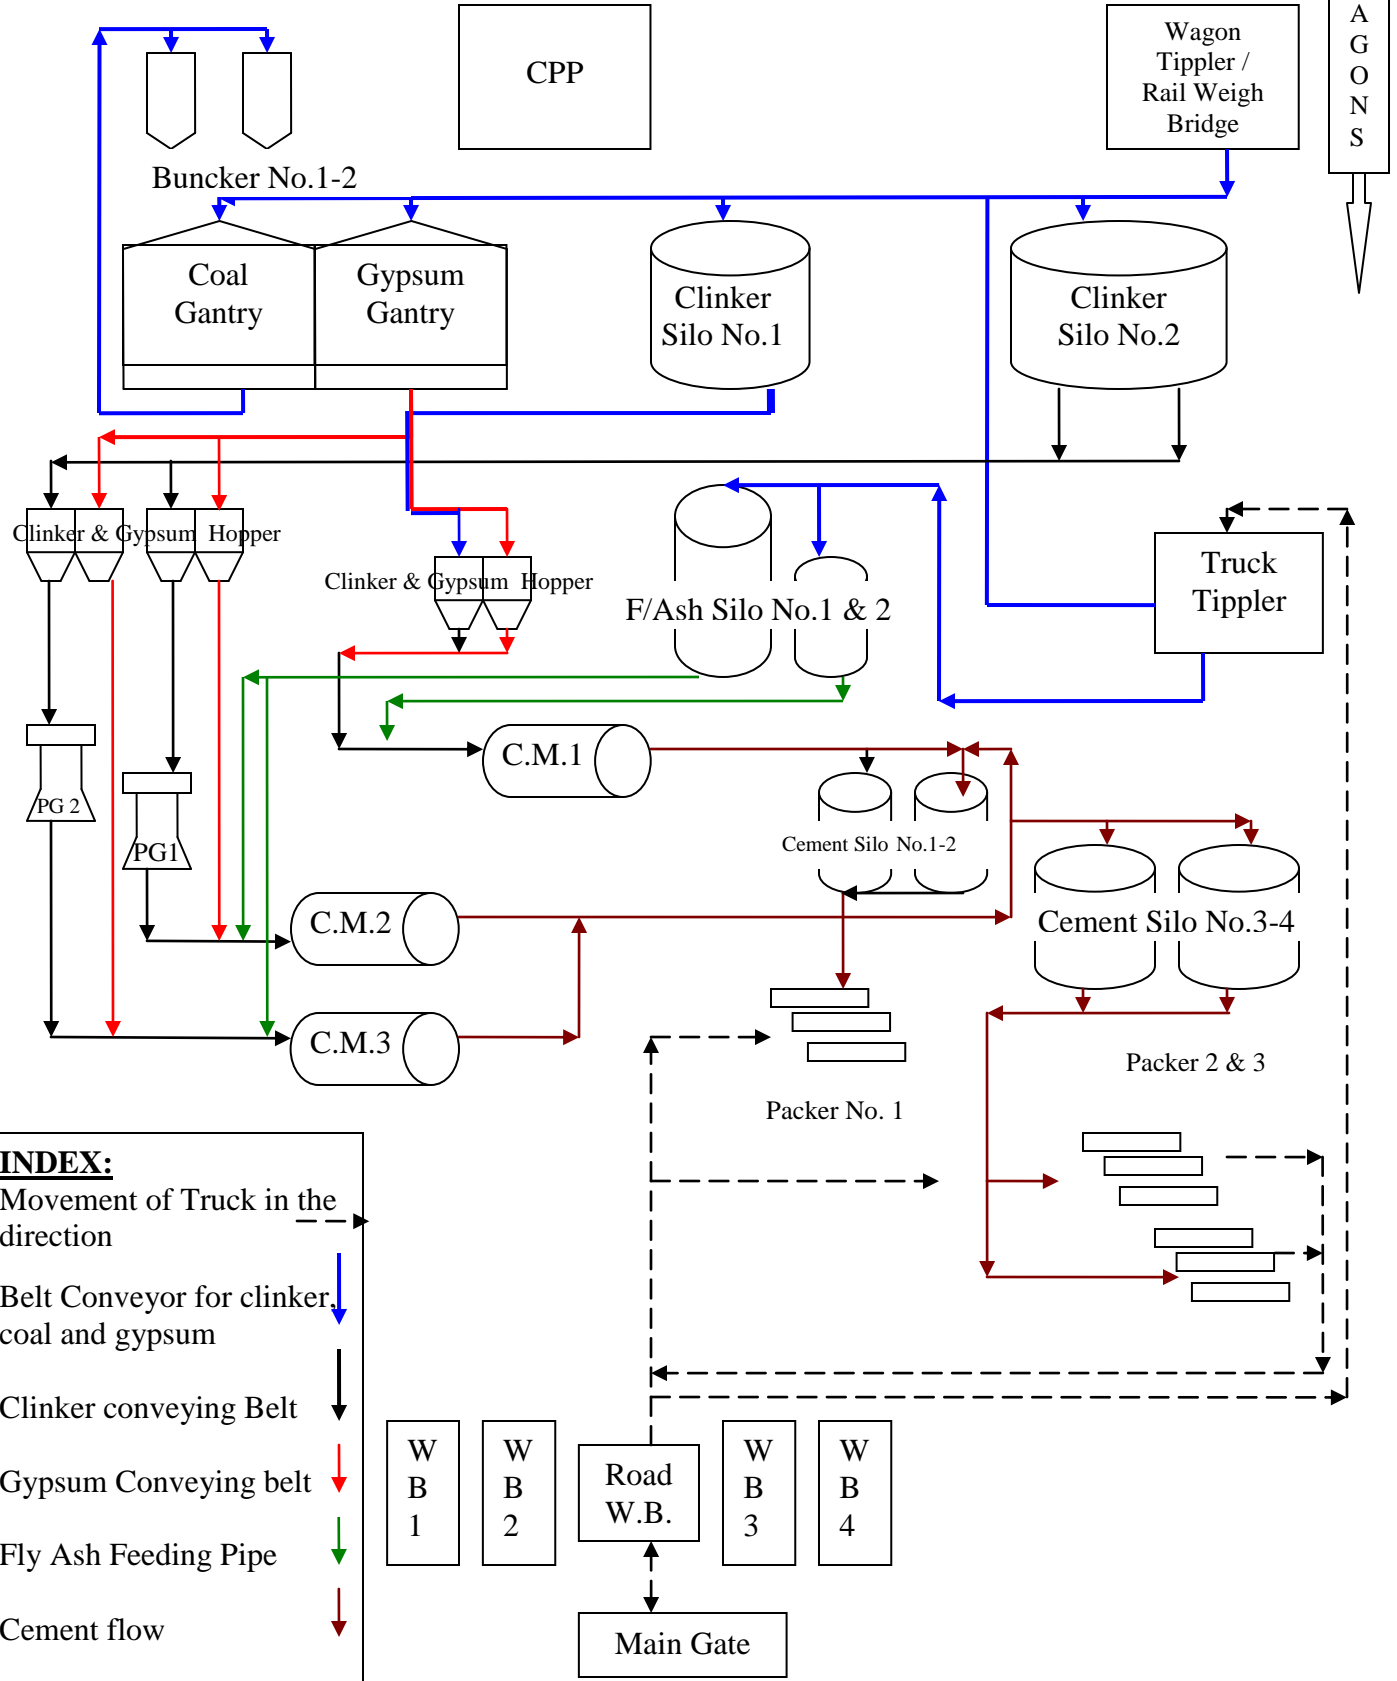 A
G
O
N
S
Wagon
Tippler /
Rail Weigh
Bridge
CPP
Buncker No.1-2
Coal
Gantry
Gypsum
Gantry
Clinker
Silo No.1
Clinker
Silo No.2
Clinker & Gypsum Hopper
Clinker & Gypsum Hopper
F/Ash Silo No.1 & 2
Truck
Tippler
C.M.1
PG 2
PG1
Cement Silo No.1-2
C.M.2
Cement Silo No.3-4
C.M.3
Packer 2 & 3
Packer No. 1
INDEX:
Movement of Truck in the
direction
Belt Conveyor for clinker,
coal and gypsum
Clinker conveying Belt
Gypsum Conveying belt
Fly Ash Feeding Pipe
Cement flow
W
B
1
W
B
2
Road
W.B.
W
B
3
W
B
4
Main Gate